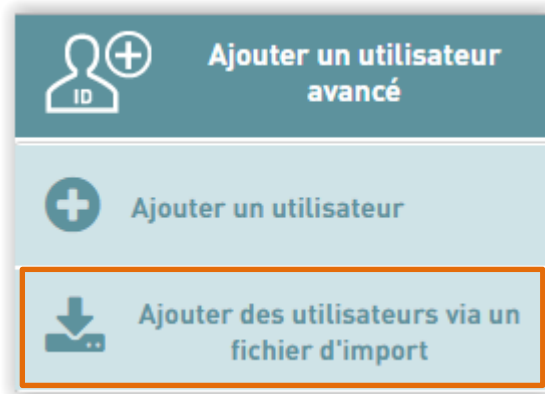 Ajouter un utilisateur
avancé
ID
Ajouter un utilisateur
Ajouter des utilisateurs via un
fichier d'import